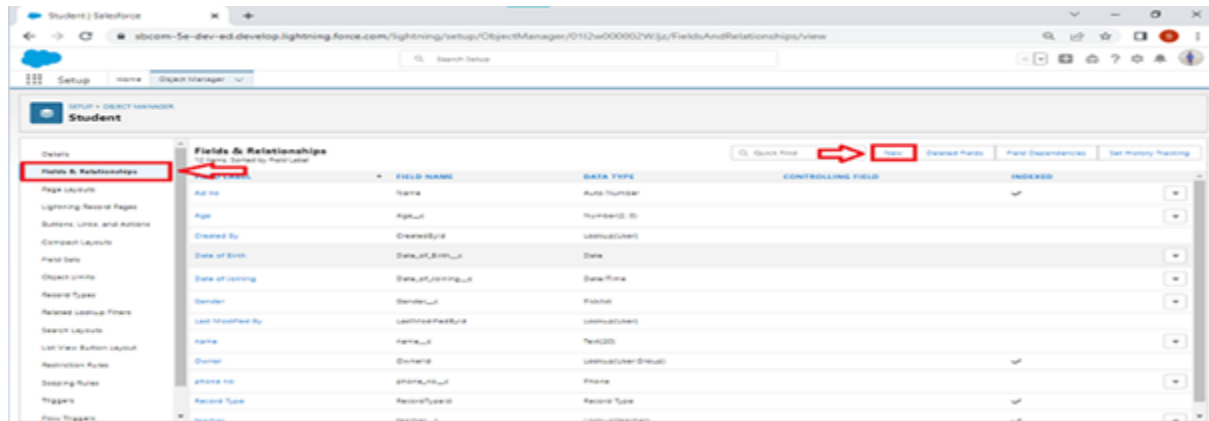 Student | Salesforce
sbcom-5e-dev-ed.develop.lightning.force.com/lightning/setup/ObjectManager/01I2w000002WIjz/FieldsAndRelationships/view
S
Search Setup
Setup Home Object Manager
SETUP > OBJECT MANAGER
Student
Details
Fields & Relationships
Page Layouts
Lightning Record Pages
Buttons, Links, and Actions
Compact Layouts
Field Sets
Object Limits
Record Types
Related Lookup Filters
Search Layouts
List View Button Layout
Restriction Rules
Scoping Rules
Triggers
Flow Triggers
Fields & Relationships
12 Items, Sorted by Field Label
Quick Find New Deleted Fields Field Dependencies Set History Tracking
FIELD LABEL FIELD NAME DATA TYPE CONTROLLING FIELD INDEXED
Ad no Name Auto Number
Age Age__c Number(2, 0)
Created By CreatedById Lookup(User)
Date of Birth Date_of_Birth__c Date
Date of Joining Date_of_Joining__c Date/Time
Gender Gender__c Picklist
Last Modified By LastModifiedById Lookup(User)
name name__c Text(20)
Owner OwnerId Lookup(User,Group)
phone no phone_no__c Phone
Record Type RecordTypeId Record Type